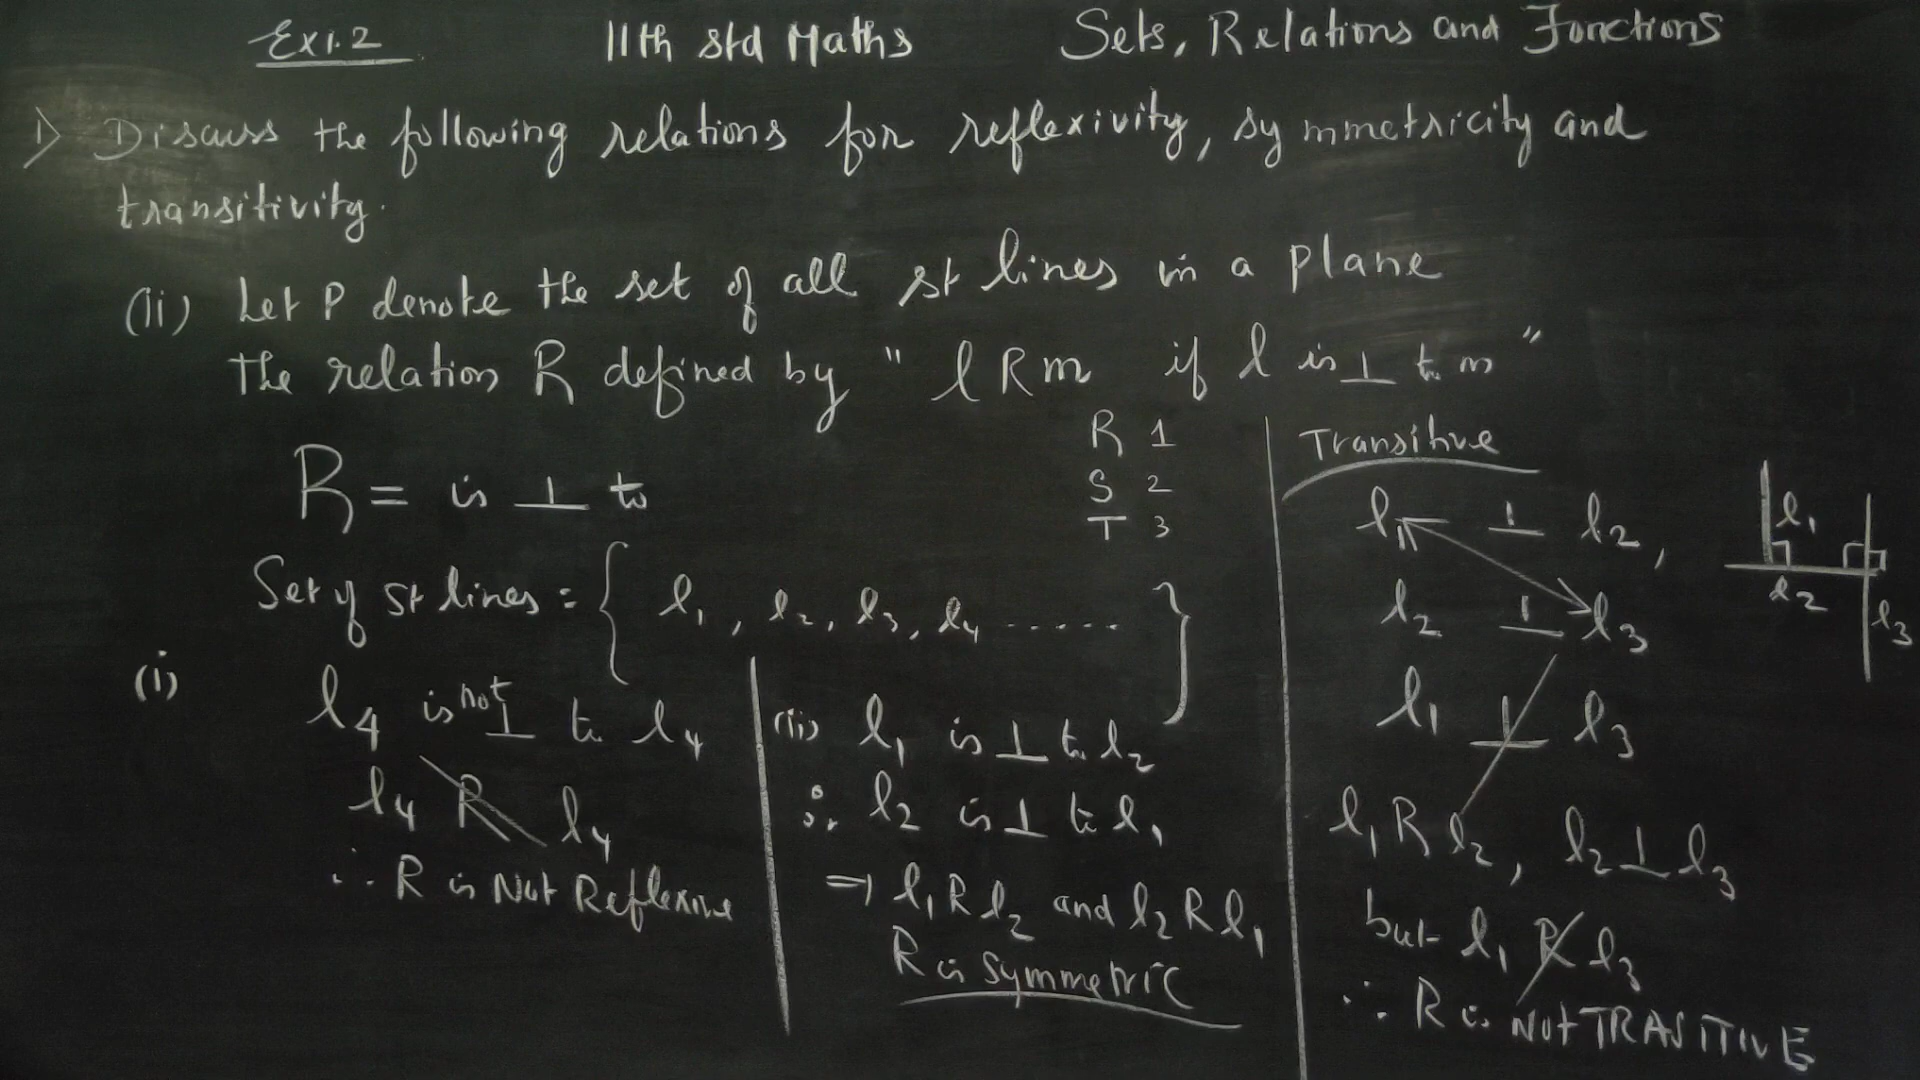 Ex 1.2 11th std Maths Sets, Relations and Functions
1) Discuss the following relations for reflexivity, symmetricity and
transitivity.
(ii) Let P denote the set of all st lines in a plane
The relation R defined by " l R m if l is ⊥ to m "
R = is ⊥ to
R 1
S 2
T 3
Set of st lines = { l1, l2, l3, l4 ...... }
(i) l4 is not ⊥ to l4
l4 R̸ l4
∴ R is Not Reflexive
(ii) l1 is ⊥ to l2
∴ l2 is ⊥ to l1
⇒ l1 R l2 and l2 R l1
R is Symmetric
Transitive
l1 ⊥ l2,
l2 ⊥ l3
l1 ⊥̸ l3
l1 R l2, l2 ⊥ l3
but l1 R̸ l3
∴ R is Not TRASITIVE
l1
l2
l3